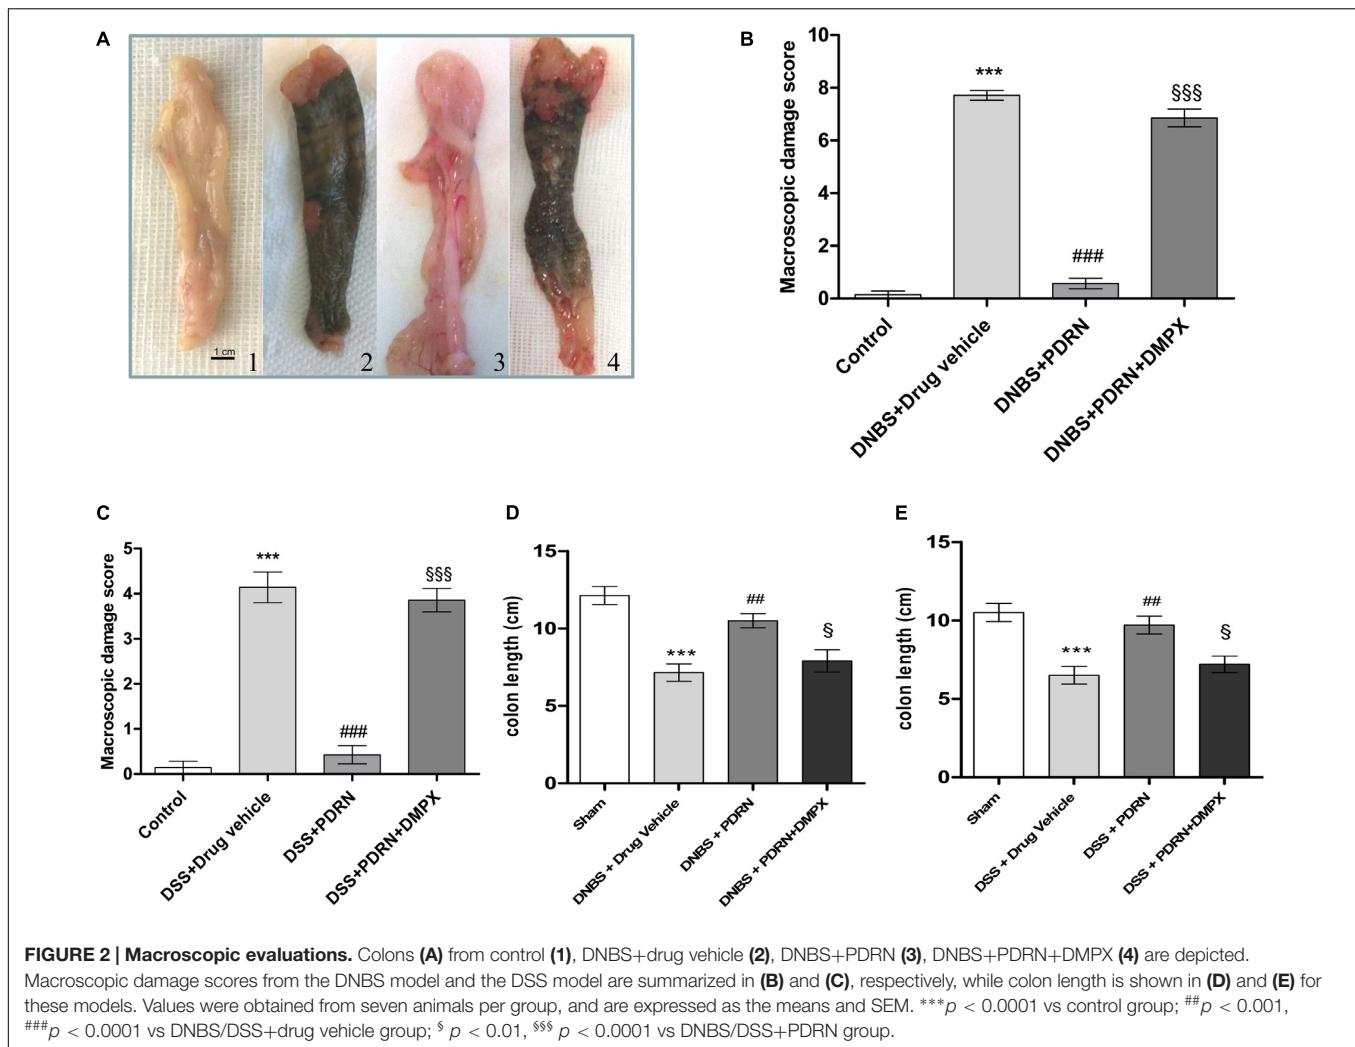 A
1 cm
1
2
3
4
B
Macroscopic damage score
10
8
6
4
2
0
***
###
§§§
Control
DNBS+Drug vehicle
DNBS+PDRN
DNBS+PDRN+DMPX
C
Macroscopic damage score
5
4
3
2
1
0
***
###
§§§
Control
DSS+Drug vehicle
DSS+PDRN
DSS+PDRN+DMPX
D
colon length (cm)
15
10
5
0
***
##
§
Sham
DNBS + Drug Vehicle
DNBS + PDRN
DNBS + PDRN+DMPX
E
colon length (cm)
15
10
5
0
***
##
§
Sham
DSS + Drug Vehicle
DSS + PDRN
DSS + PDRN+DMPX
FIGURE 2 | Macroscopic evaluations. Colons (A) from control (1), DNBS+drug vehicle (2), DNBS+PDRN (3), DNBS+PDRN+DMPX (4) are depicted.
Macroscopic damage scores from the DNBS model and the DSS model are summarized in (B) and (C), respectively, while colon length is shown in (D) and (E) for
these models. Values were obtained from seven animals per group, and are expressed as the means and SEM. ***p < 0.0001 vs control group; ##p < 0.001,
###p < 0.0001 vs DNBS/DSS+drug vehicle group; § p < 0.01, §§§ p < 0.0001 vs DNBS/DSS+PDRN group.